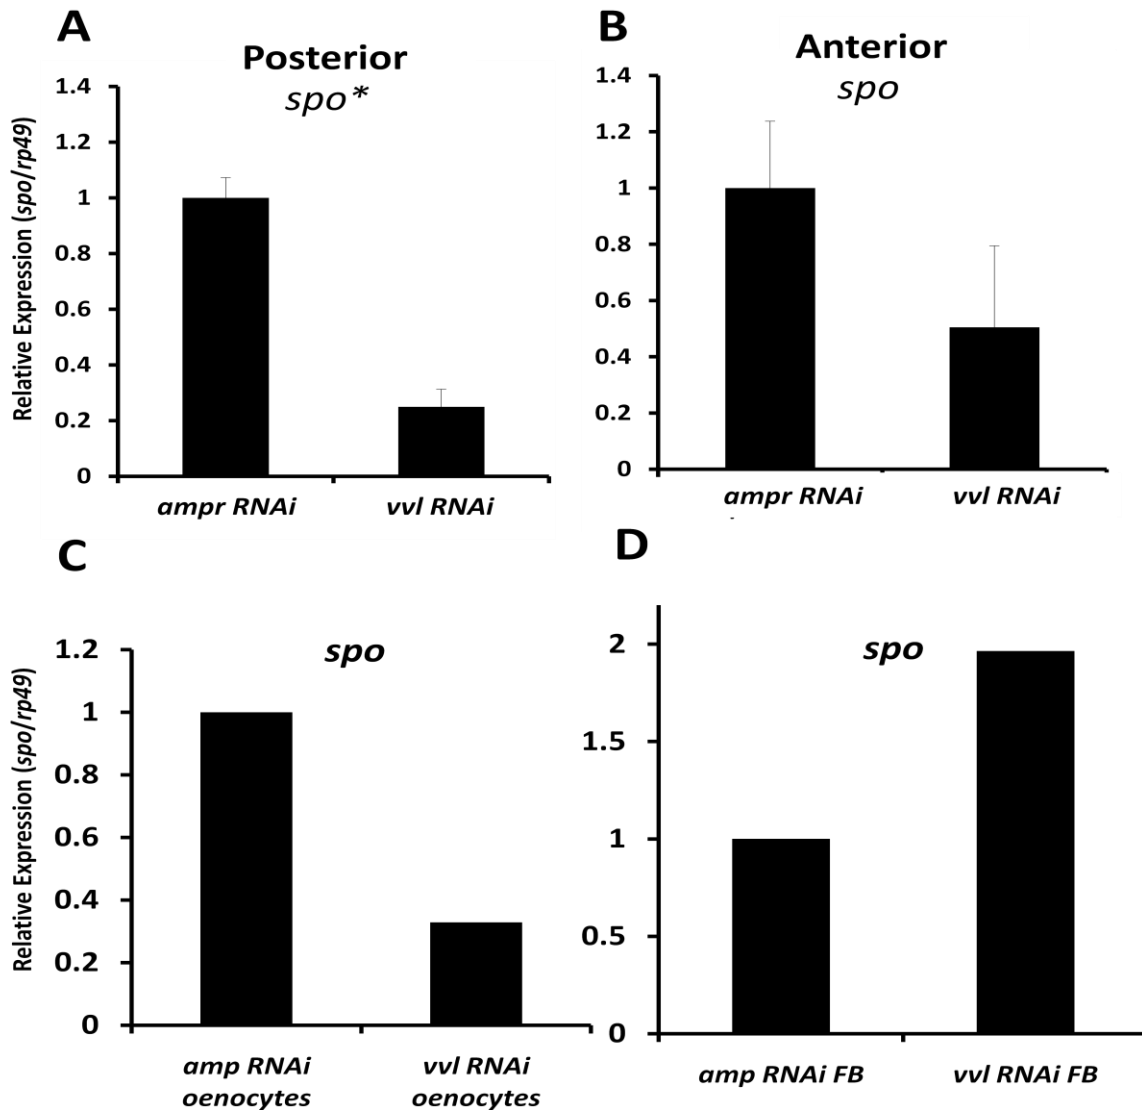 A
Posterior
spo*
Relative Expression (spo/rp49)
1.4
1.2
1
0.8
0.6
0.4
0.2
0
ampr RNAi
vvl RNAi
B
Anterior
spo
1.4
1.2
1
0.8
0.6
0.4
0.2
0
ampr RNAi
vvl RNAi
C
spo
Relative Expression (spo/rp49)
1.2
1
0.8
0.6
0.4
0.2
0
amp RNAi
oenocytes
vvl RNAi
oenocytes
D
spo
2
1.5
1
0.5
0
amp RNAi FB
vvl RNAi FB